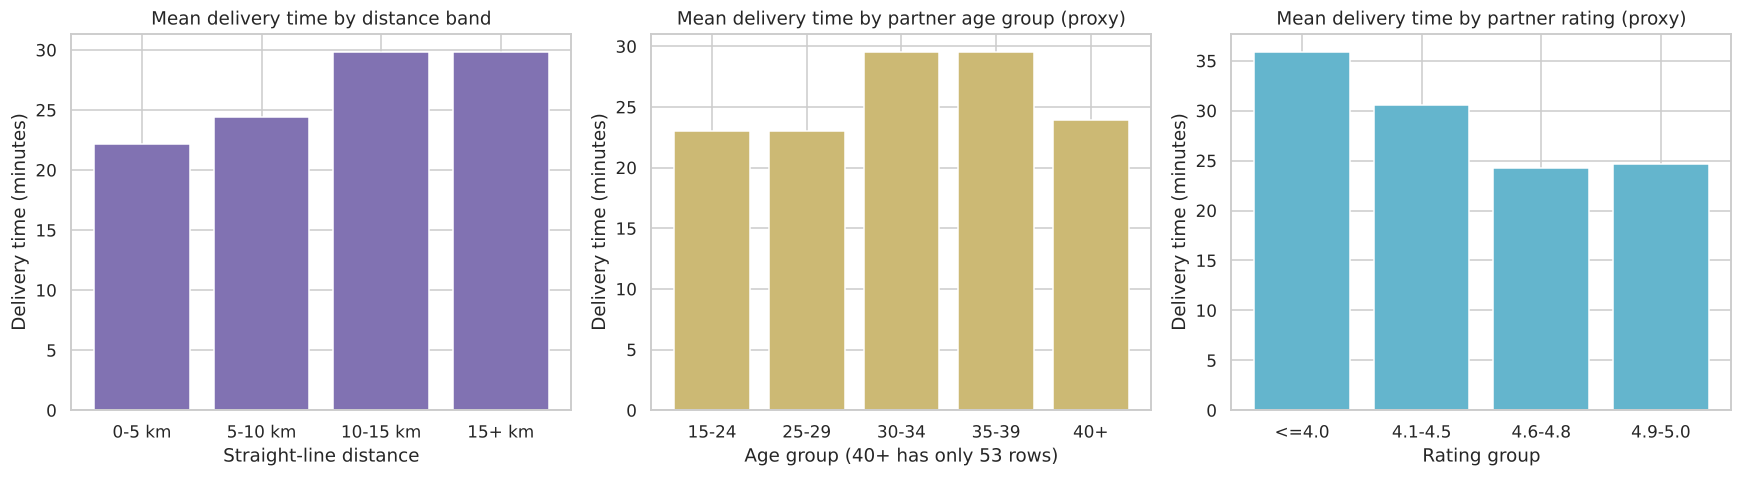 Mean delivery time by distance band
Delivery time (minutes)
30
25
20
15
10
5
0
0-5 km
5-10 km
10-15 km
15+ km
Straight-line distance
Mean delivery time by partner age group (proxy)
Delivery time (minutes)
30
25
20
15
10
5
0
15-24
25-29
30-34
35-39
40+
Age group (40+ has only 53 rows)
Mean delivery time by partner rating (proxy)
Delivery time (minutes)
35
30
25
20
15
10
5
0
<=4.0
4.1-4.5
4.6-4.8
4.9-5.0
Rating group